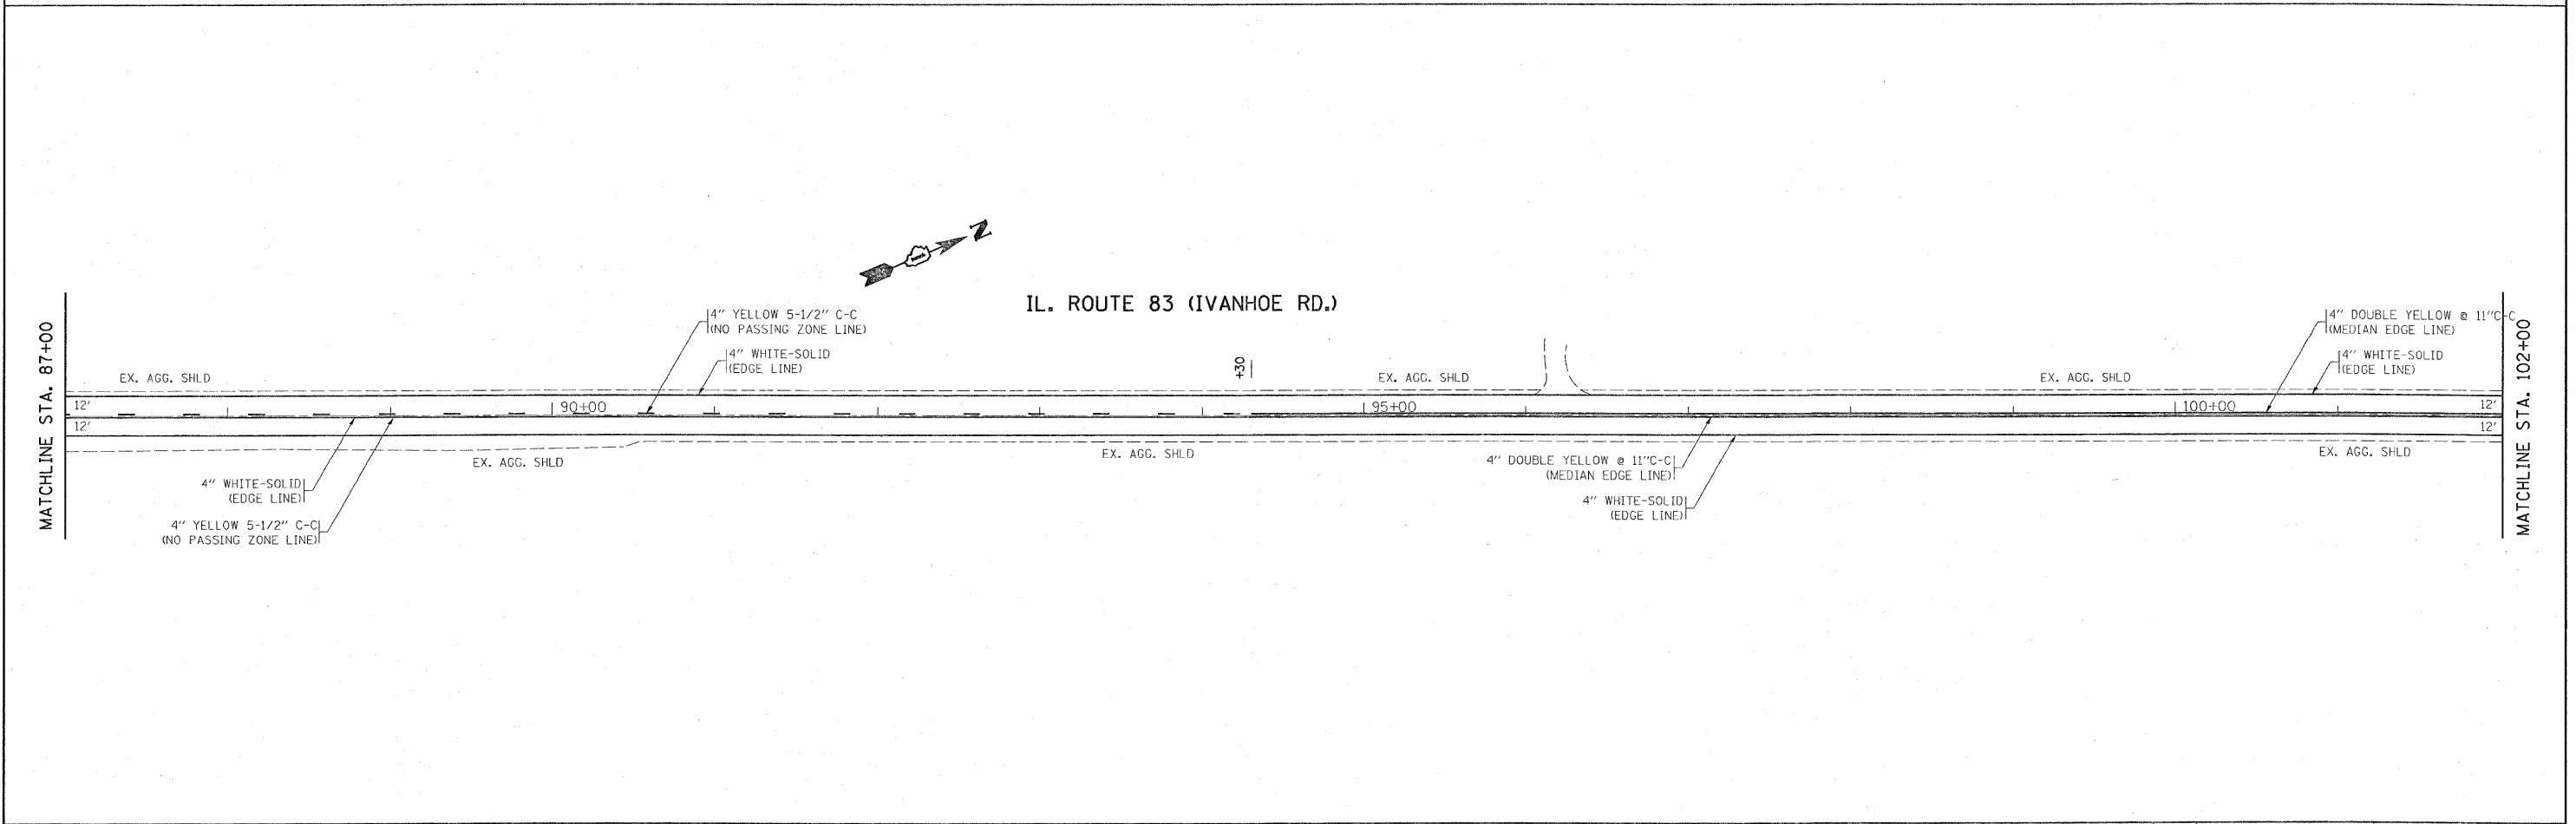 N
IL. ROUTE 83 (IVANHOE RD.)
MATCHLINE STA. 87+00
4" YELLOW 5-1/2" C-C
(NO PASSING ZONE LINE)
4" WHITE-SOLID
(EDGE LINE)
+30
4" DOUBLE YELLOW @ 11"C-C
(MEDIAN EDGE LINE)
4" WHITE-SOLID
(EDGE LINE)
MATCHLINE STA. 102+00
EX. AGG. SHLD
EX. AGG. SHLD
EX. AGG. SHLD
12'
90+00
95+00
100+00
12'
12'
12'
EX. AGG. SHLD
EX. AGG. SHLD
EX. AGG. SHLD
4" WHITE-SOLID
(EDGE LINE)
4" YELLOW 5-1/2" C-C
(NO PASSING ZONE LINE)
4" DOUBLE YELLOW @ 11"C-C
(MEDIAN EDGE LINE)
4" WHITE-SOLID
(EDGE LINE)